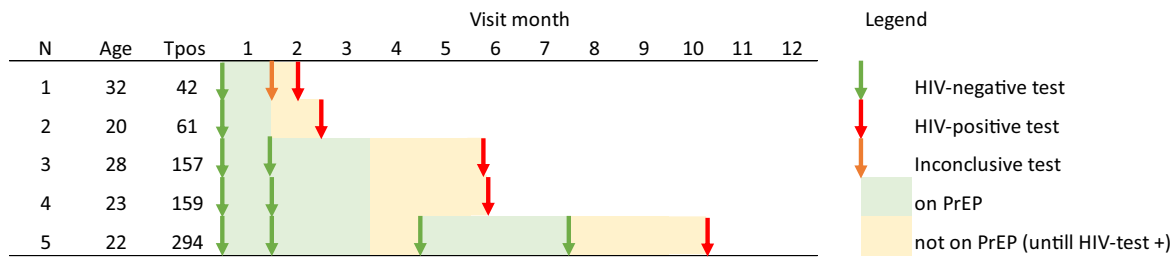 Visit month
Legend
N Age Tpos 1 2 3 4 5 6 7 8 9 10 11 12
1 32 42
HIV-negative test
2 20 61
HIV-positive test
3 28 157
Inconclusive test
4 23 159
on PrEP
5 22 294
not on PrEP (untill HIV-test +)